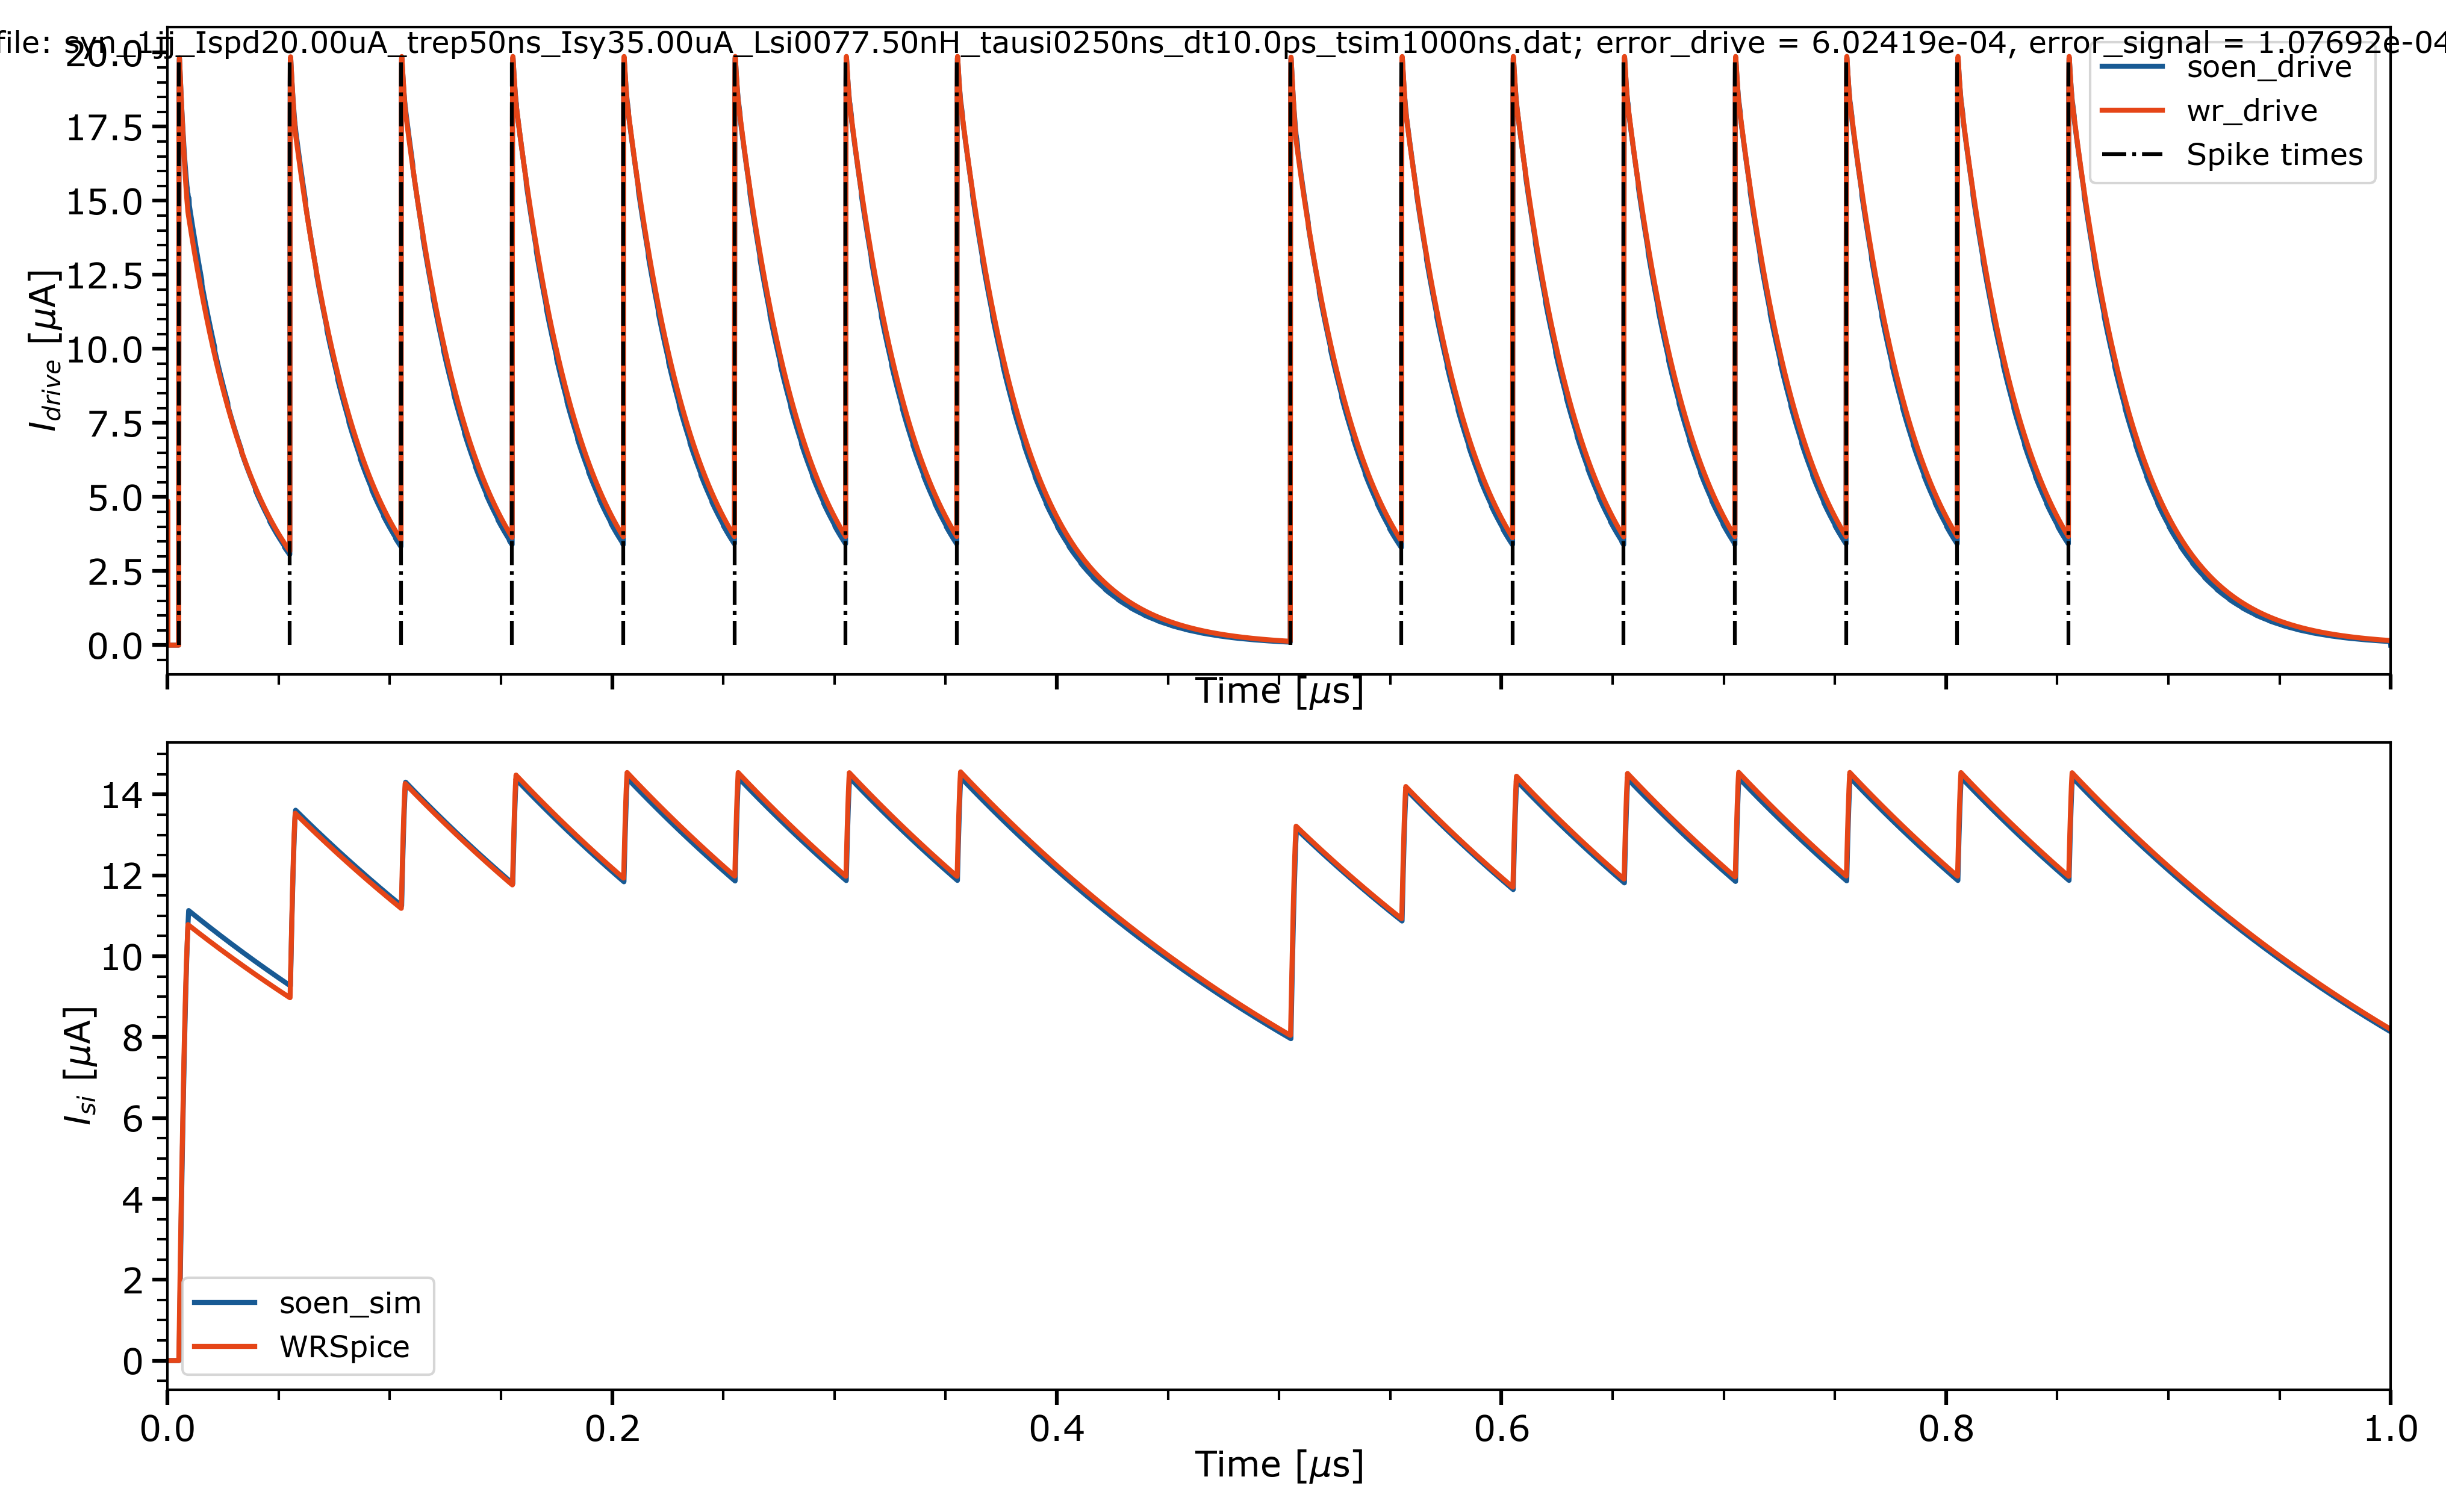 file: syn_1jj_Ispd20.00uA_trep50ns_Isy35.00uA_Lsi0077.50nH_tausi0250ns_dt10.0ps_tsim1000ns.dat; error_drive = 6.02419e-04, error_signal = 1.07692e-04
20.0
17.5
15.0
12.5
10.0
7.5
5.0
2.5
0.0
I_drive [μA]
soen_drive
wr_drive
Spike times
Time [μs]
14
12
10
8
6
4
2
0
I_si [μA]
soen_sim
WRSpice
0.0 0.2 0.4 0.6 0.8 1.0
Time [μs]